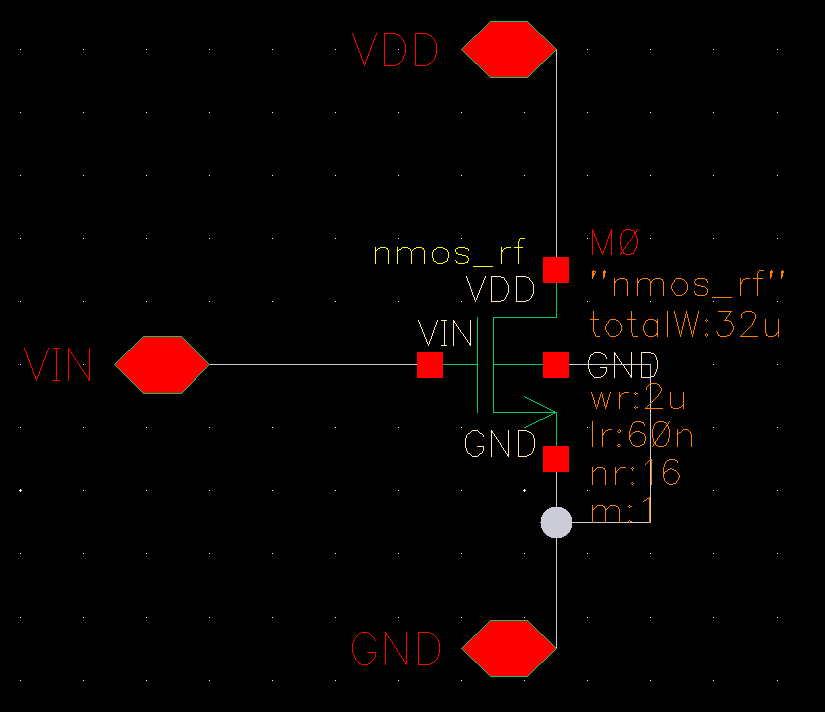 VDD
nmos_rf
M0
VDD
"nmos_rf"
totalW:32u
VIN
VIN
GND
wr:2u
GND
lr:60n
nr:16
m:1
GND